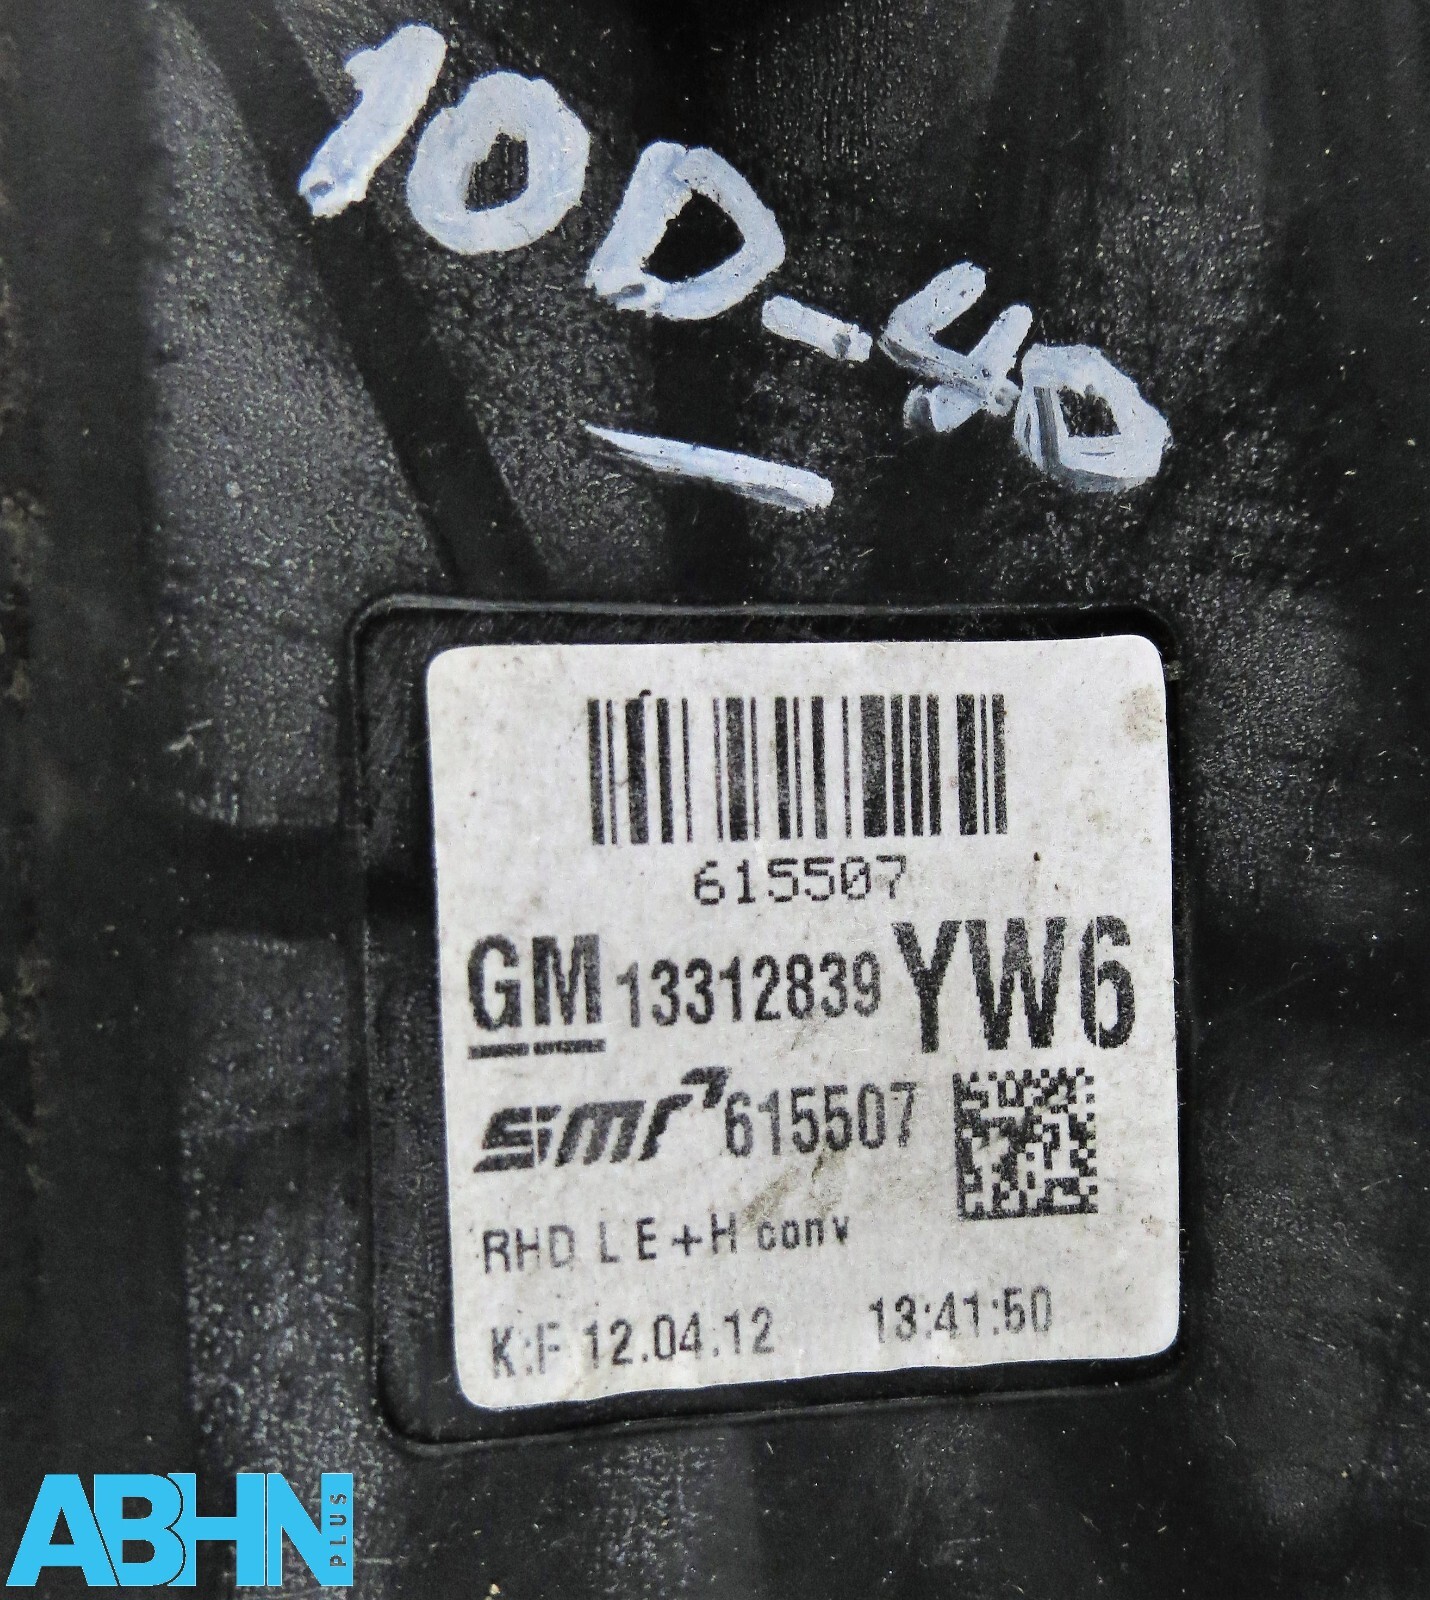 10D-40
615507
GM 13312839 YW6
smr 615507
RHD L E+H conv
K:F 12.04.12 13:41:50
ABHN PLUS